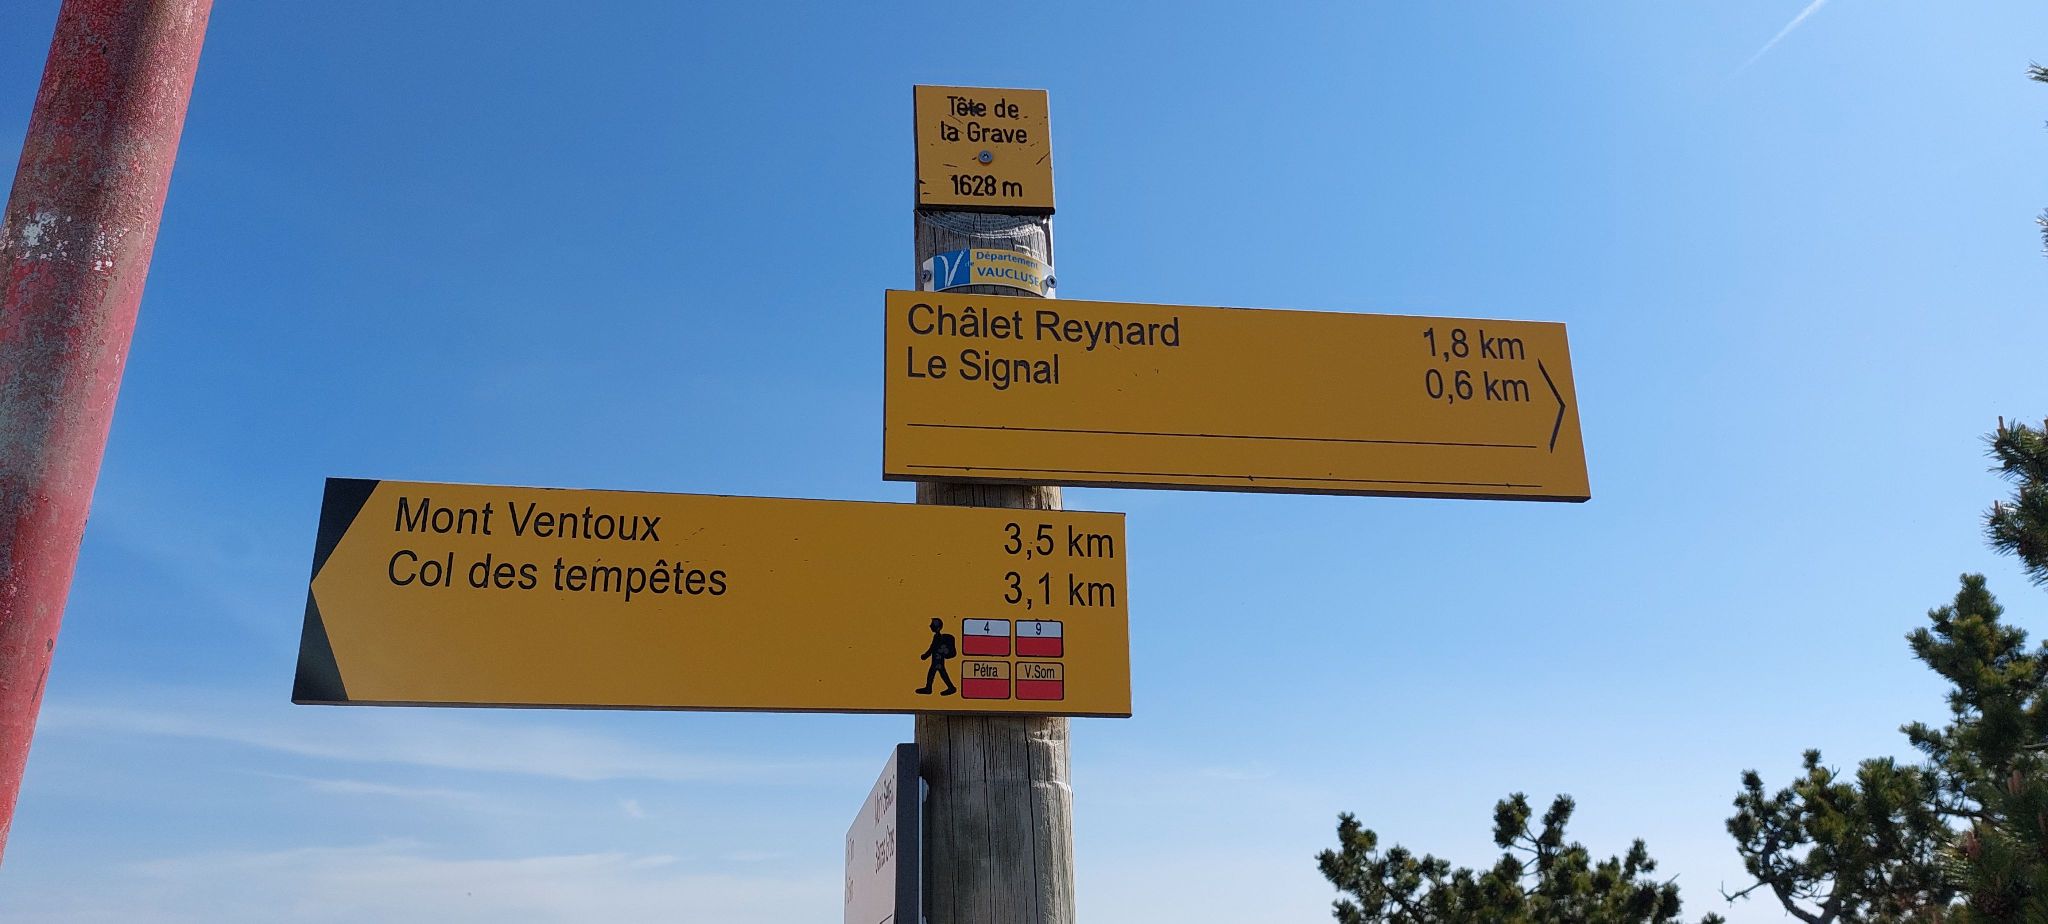 Tête de
la Grave
1628 m
Département
de VAUCLUSE
Châlet Reynard 1,8 km
Le Signal 0,6 km
Mont Ventoux 3,5 km
Col des tempêtes 3,1 km
4 9
Pétra V.Som